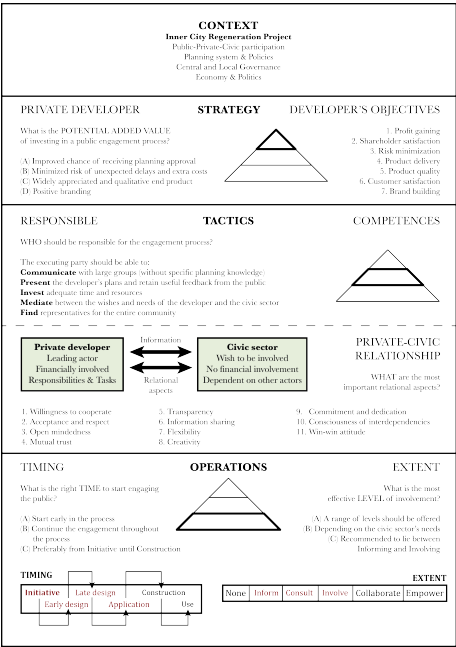 CONTEXT
Inner City Regeneration Project
Public-Private-Civic participation
Planning system & Policies
Central and Local Governance
Economy & Politics
PRIVATE DEVELOPER
STRATEGY
DEVELOPER'S OBJECTIVES
What is the POTENTIAL ADDED VALUE
of investing in a public engagement process?
(A) Improved chance of receiving planning approval
(B) Minimized risk of unexpected delays and extra costs
(C) Widely appreciated and qualitative end product
(D) Positive branding
1. Profit gaining
2. Shareholder satisfaction
3. Risk minimization
4. Product delivery
5. Product quality
6. Customer satisfaction
7. Brand building
RESPONSIBLE
TACTICS
COMPETENCES
WHO should be responsible for the engagement process?
The executing party should be able to:
Communicate with large groups (without specific planning knowledge)
Present the developer's plans and retain useful feedback from the public
Invest adequate time and resources
Mediate between the wishes and needs of the developer and the civic sector
Find representatives for the entire community
Private developer
Leading actor
Financially involved
Responsibilities & Tasks
Information
Relational
aspects
Civic sector
Wish to be involved
No financial involvement
Dependent on other actors
PRIVATE-CIVIC
RELATIONSHIP
WHAT are the most
important relational aspects?
1. Willingness to cooperate
2. Acceptance and respect
3. Open mindedness
4. Mutual trust
5. Transparency
6. Information sharing
7. Flexibility
8. Creativity
9. Commitment and dedication
10. Consciousness of interdependencies
11. Win-win attitude
TIMING
OPERATIONS
EXTENT
What is the right TIME to start engaging
the public?
(A) Start early in the process
(B) Continue the engagement throughout
the process
(C) Preferably from Initiative until Construction
What is the most
effective LEVEL of involvement?
(A) A range of levels should be offered
(B) Depending on the civic sector's needs
(C) Recommended to lie between
Informing and Involving
TIMING
Initiative Late design Construction
Early design Application Use
EXTENT
None Inform Consult Involve Collaborate Empower